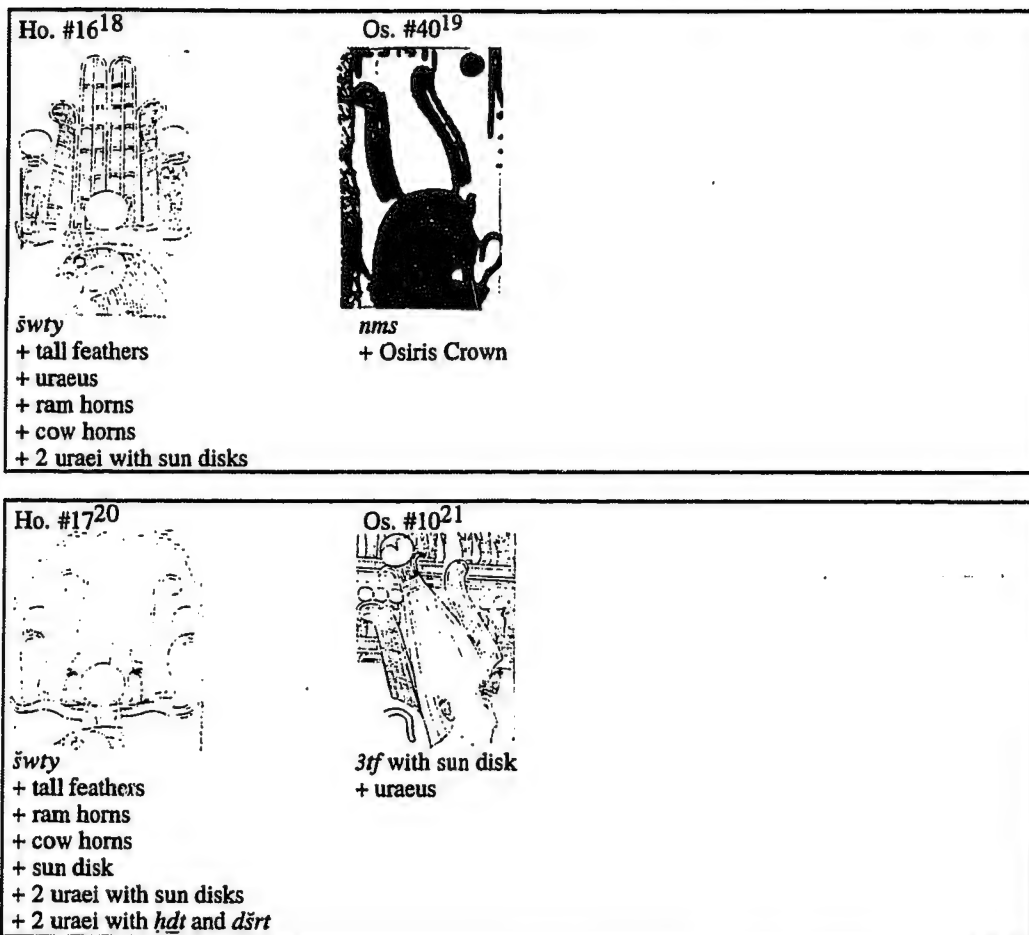 Ho. #16¹⁸
Os. #40¹⁹
šwty
+ tall feathers
+ uraeus
+ ram horns
+ cow horns
+ 2 uraei with sun disks
nms
+ Osiris Crown
Ho. #17²⁰
Os. #10²¹
šwty
+ tall feathers
+ ram horns
+ cow horns
+ sun disk
+ 2 uraei with sun disks
+ 2 uraei with ḥḏt and dšrt
3tf with sun disk
+ uraeus